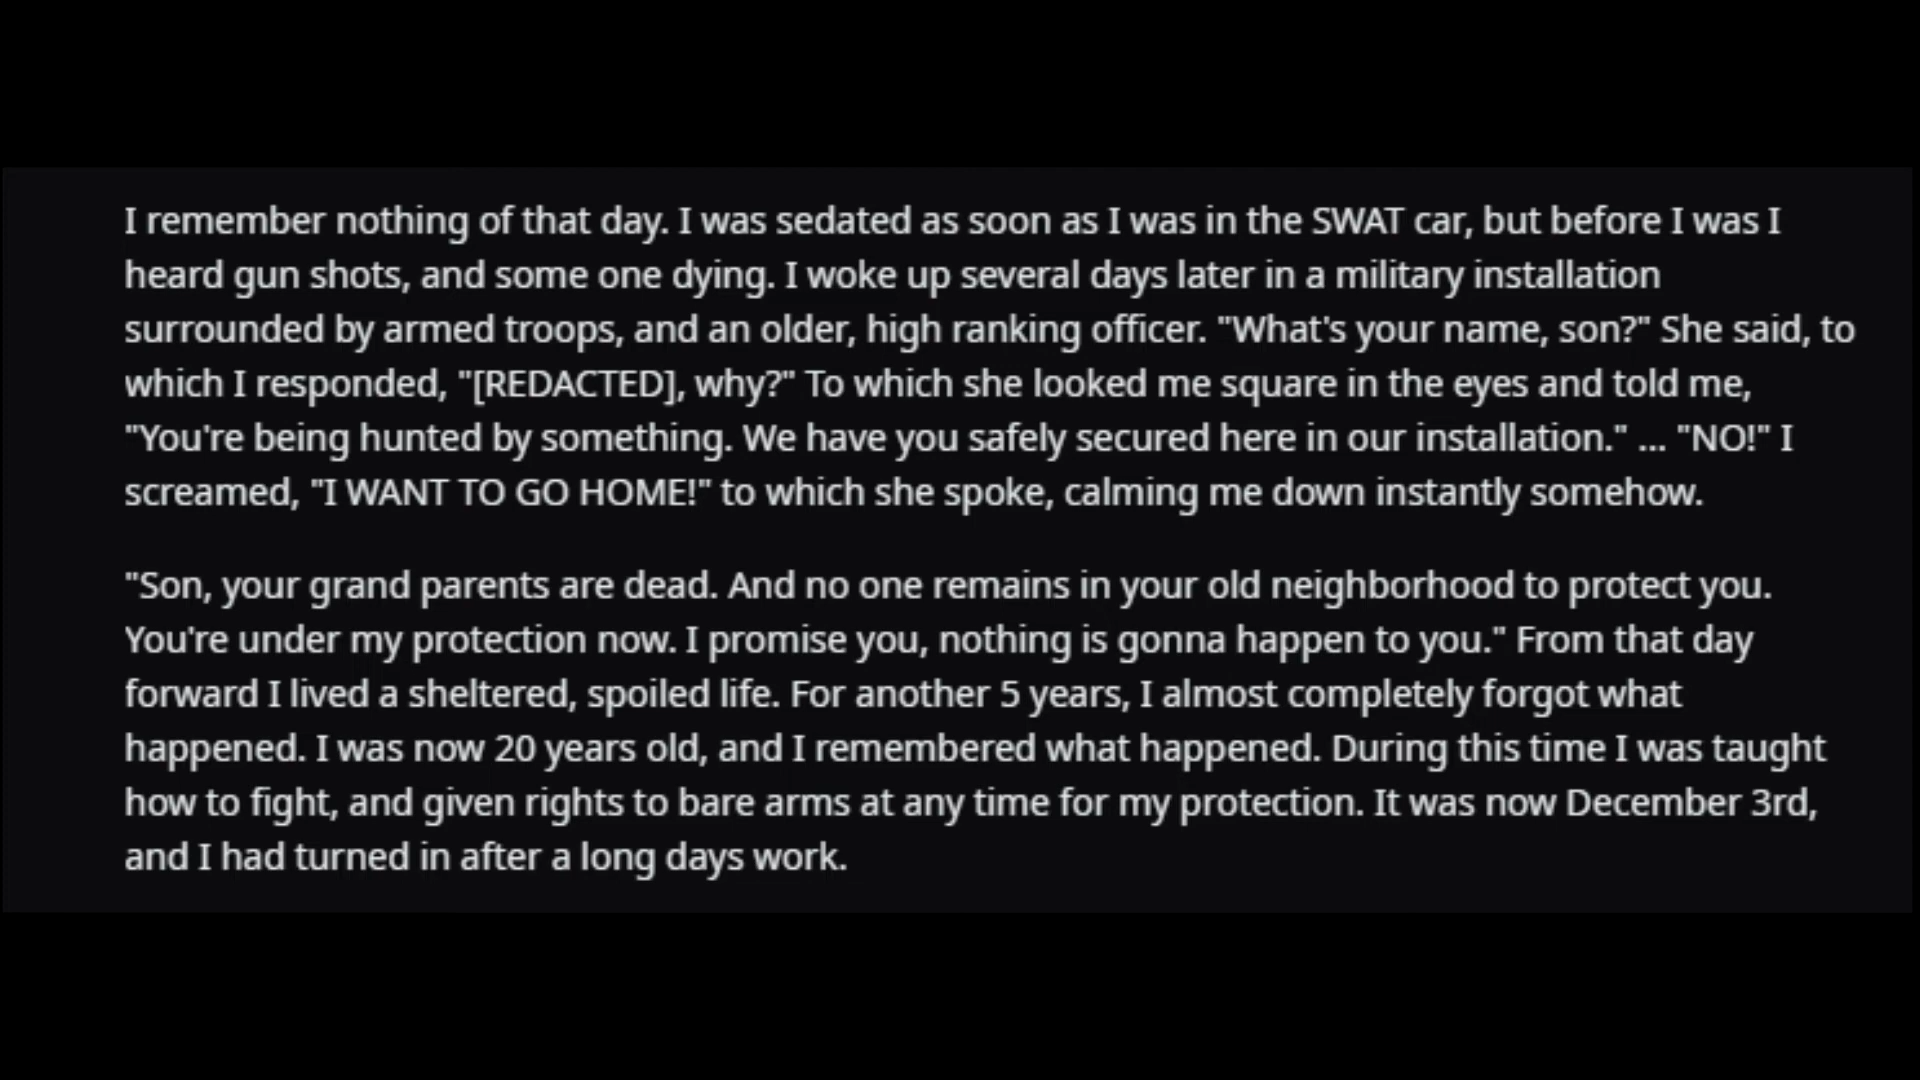 I remember nothing of that day. I was sedated as soon as I was in the SWAT car, but before I was I
heard gun shots, and some one dying. I woke up several days later in a military installation
surrounded by armed troops, and an older, high ranking officer. "What's your name, son?" She said, to
which I responded, "[REDACTED], why?" To which she looked me square in the eyes and told me,
"You're being hunted by something. We have you safely secured here in our installation." ... "NO!" I
screamed, "I WANT TO GO HOME!" to which she spoke, calming me down instantly somehow.
"Son, your grand parents are dead. And no one remains in your old neighborhood to protect you.
You're under my protection now. I promise you, nothing is gonna happen to you." From that day
forward I lived a sheltered, spoiled life. For another 5 years, I almost completely forgot what
happened. I was now 20 years old, and I remembered what happened. During this time I was taught
how to fight, and given rights to bare arms at any time for my protection. It was now December 3rd,
and I had turned in after a long days work.